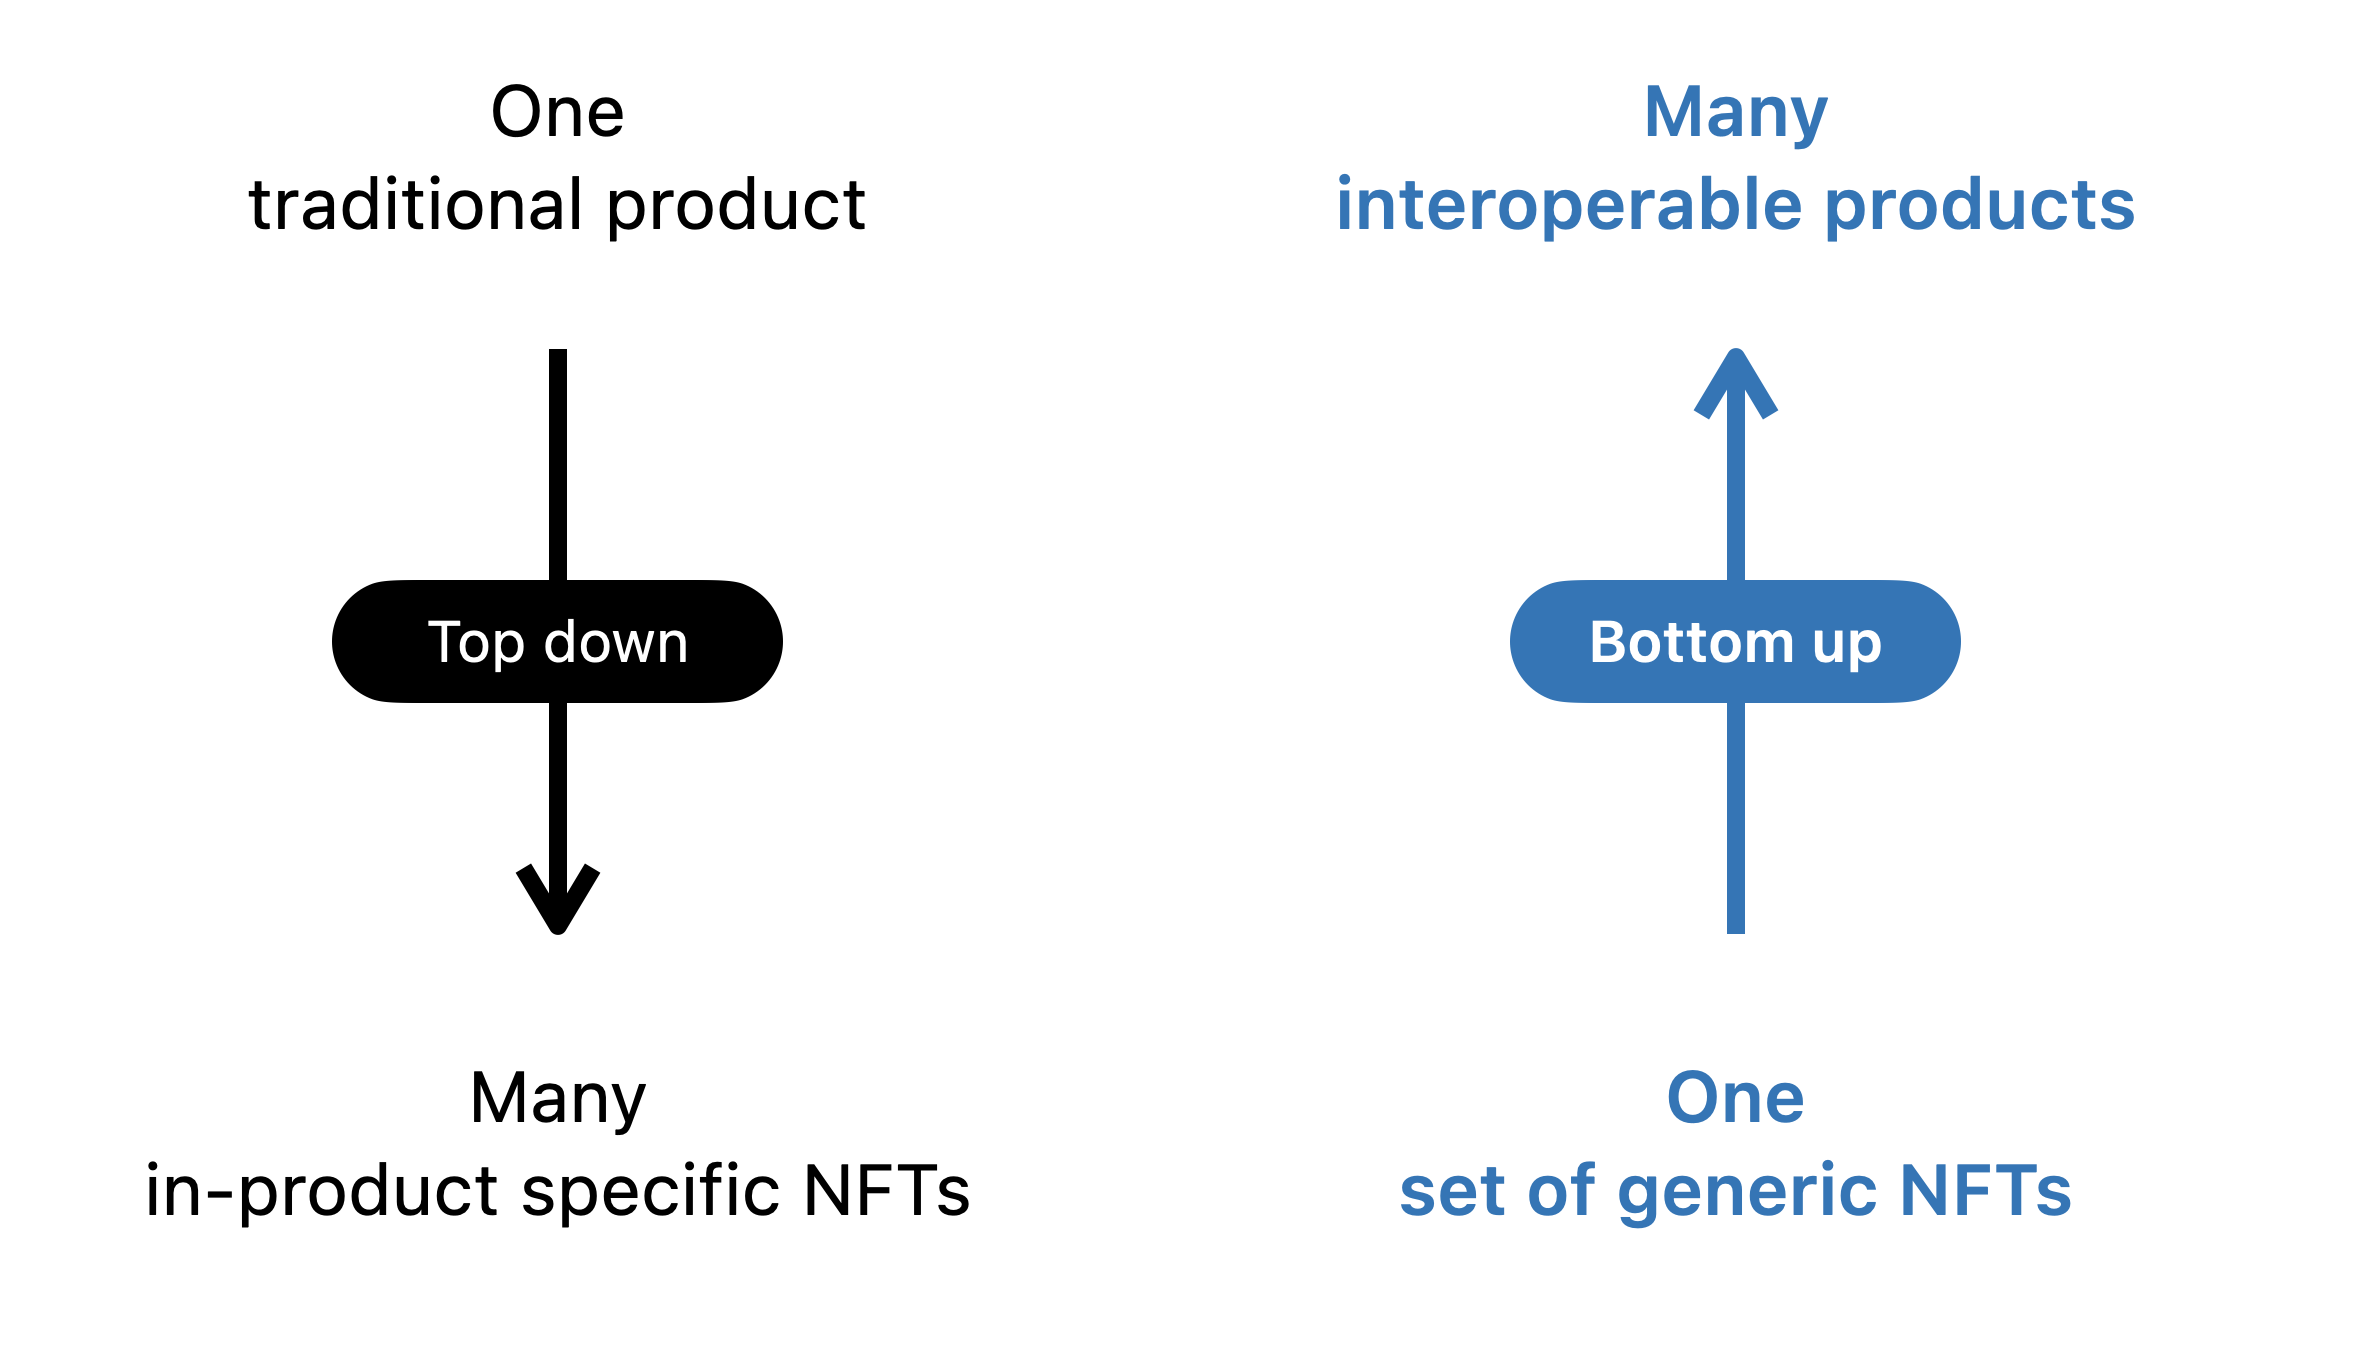 One
traditional product
Top down
Many
in-product specific NFTs
Many
interoperable products
Bottom up
One
set of generic NFTs